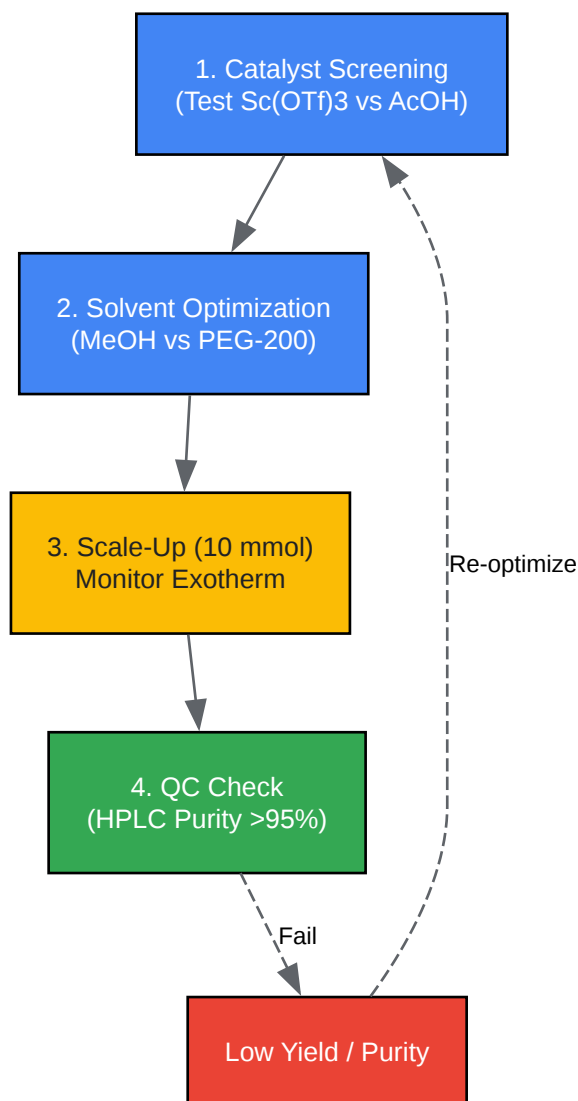 1. Catalyst Screening
(Test Sc(OTf)3 vs AcOH)
2. Solvent Optimization
(MeOH vs PEG-200)
3. Scale-Up (10 mmol)
Monitor Exotherm
Re-optimize
4. QC Check
(HPLC Purity >95%)
Fail
Low Yield / Purity